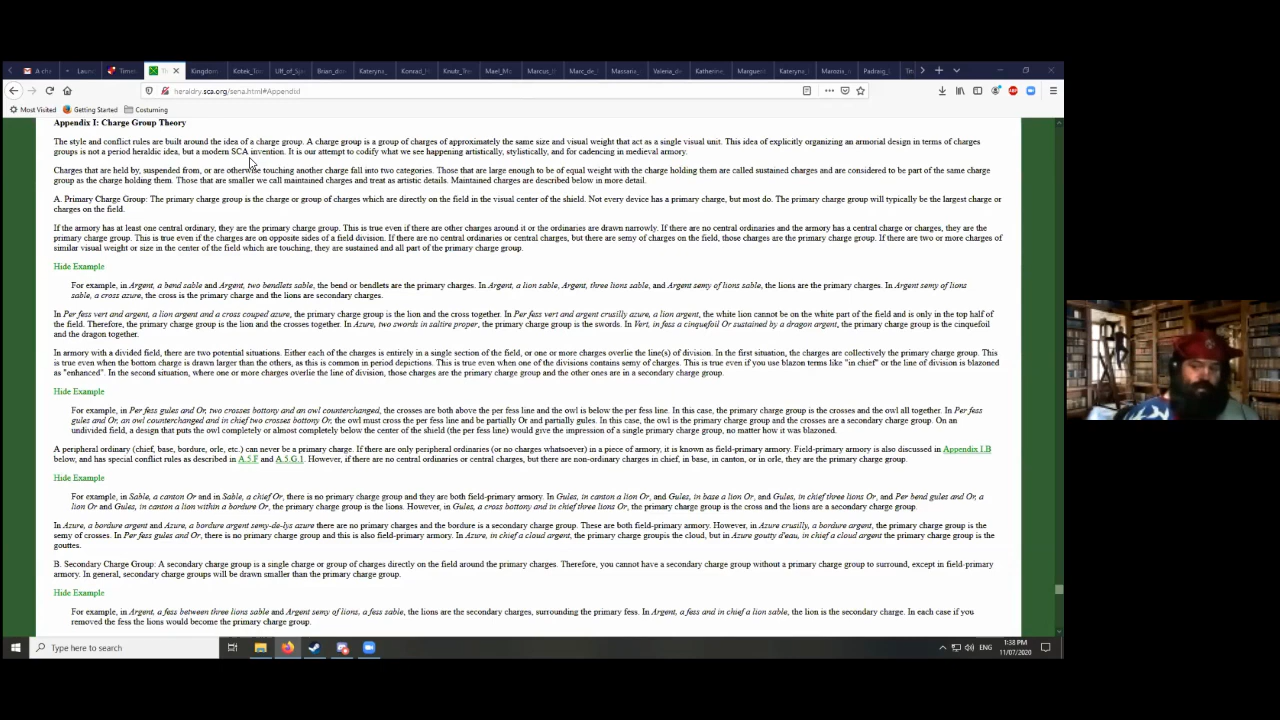 A cha
Laun
Timer
Th
Kingdom
Kotek_To
Ulf_of_Sp
Brian_do
Kateryna_
Konrad_H
Knutr_Tre
Mael_Mu
Marcus_th
Marc_de_
Massaria_
Valeria_de
Katherine_
Marguerit
Kateryna_I
Marozia_s
Padraig_
heraldry.sca.org/sena.html#AppendixI
Most Visited Getting Started Costuming
Appendix I: Charge Group Theory
The style and conflict rules are built around the idea of a charge group. A charge group is a group of charges of approximately the same size and visual weight that act as a single visual unit. This idea of explicitly organizing an armorial design in terms of charges
groups is not a period heraldic idea, but a modern SCA invention. It is our attempt to codify what we see happening artistically, stylistically, and for cadencing in medieval armory.
Charges that are held by, suspended from, or are otherwise touching another charge fall into two categories. Those that are large enough to be of equal weight with the charge holding them are called sustained charges and are considered to be part of the same charge
group as the charge holding them. Those that are smaller we call maintained charges and treat as artistic details. Maintained charges are described below in more detail.
A. Primary Charge Group: The primary charge group is the charge or group of charges which are directly on the field in the visual center of the shield. Not every device has a primary charge, but most do. The primary charge group will typically be the largest charge or
charges on the field.
If the armory has at least one central ordinary, they are the primary charge group. This is true even if there are other charges around it or the ordinaries are drawn narrowly. If there are no central ordinaries and the armory has a central charge or charges, they are the
primary charge group. This is true even if the charges are on opposite sides of a field division. If there are no central ordinaries or central charges, but there are semy of charges on the field, those charges are the primary charge group. If there are two or more charges of
similar visual weight or size in the center of the field which are touching, they are sustained and all part of the primary charge group.
Hide Example
For example, in Argent, a bend sable and Argent, two bendlets sable, the bend or bendlets are the primary charges. In Argent, a lion sable, Argent, three lions sable, and Argent semy of lions sable, the lions are the primary charges. In Argent semy of lions
sable, a cross azure, the cross is the primary charge and the lions are secondary charges.
In Per fess vert and argent, a lion argent and a cross couped azure, the primary charge group is the lion and the cross together. In Per fess vert and argent crusilly azure, a lion argent, the white lion cannot be on the white part of the field and is only in the top half of
the field. Therefore, the primary charge group is the lion and the crosses together. In Azure, two swords in saltire proper, the primary charge group is the swords. In Vert, in fess a cinquefoil Or sustained by a dragon argent, the primary charge group is the cinquefoil
and the dragon together.
In armory with a divided field, there are two potential situations. Either each of the charges is entirely in a single section of the field, or one or more charges overlie the line(s) of division. In the first situation, the charges are collectively the primary charge group. This
is true even when the bottom charge is drawn larger than the others, as this is common in period depictions. This is true even when one of the divisions contains semy of charges. This is true even if you use blazon terms like "in chief" or the line of division is blazoned
as "enhanced". In the second situation, where one or more charges overlie the line of division, those charges are the primary charge group and the other ones are in a secondary charge group.
Hide Example
For example, in Per fess gules and Or, two crosses bottony and an owl counterchanged, the crosses are both above the per fess line and the owl is below the per fess line. In this case, the primary charge group is the crosses and the owl all together. In Per
fess gules and Or, an owl counterchanged and in chief two crosses bottony Or, the owl must cross the per fess line and be partially Or and partially gules. In this case, the owl is the primary charge group and the crosses are a secondary charge group. On an
undivided field, a design that puts the owl completely or almost completely below the center of the shield (the per fess line) would give the impression of a single primary charge group, no matter how it was blazoned.
A peripheral ordinary (chief, base, bordure, orle, etc.) can never be a primary charge. If there are only peripheral ordinaries (or no charges whatsoever) in a piece of armory, it is known as field-primary armory. Field-primary armory is also discussed in Appendix I.B
below, and has special conflict rules as described in A.5.F and A.5.G.1. However, if there are no central ordinaries or central charges, but there are non-ordinary charges in chief, in base, in canton, or in orle, they are the primary charge group.
Hide Example
For example, in Sable, a canton Or and in Sable, a chief Or, there is no primary charge group and they are both field-primary armory. In Gules, in canton a lion Or, and Gules, in base a lion Or, and Gules, in chief three lions Or, and Per bend gules and Or, a
lion Or and Gules, in canton a lion within a bordure Or, the primary charge group is the lions. However, in Gules, a cross bottony and in chief three lions Or, the primary charge group is the cross and the lions are a secondary charge group.
In Azure, a bordure argent and Azure, a bordure argent semy-de-lys azure there are no primary charges and the bordure is a secondary charge group. These are both field-primary armory. However, in Azure crusilly, a bordure argent, the primary charge group is the
semy of crosses. In Per fess gules and Or, there is no primary charge group and this is also field-primary armory. In Azure, in chief a cloud argent, the primary charge groupis the cloud, but in Azure goutty d'eau, in chief a cloud argent the primary charge group is the
gouttes.
B. Secondary Charge Group: A secondary charge group is a single charge or group of charges directly on the field around the primary charges. Therefore, you cannot have a secondary charge group without a primary charge group to surround, except in field-primary
armory. In general, secondary charge groups will be drawn smaller than the primary charge group.
Hide Example
For example, in Argent, a fess between three lions sable and Argent semy of lions, a fess sable, the lions are the secondary charges, surrounding the primary fess. In Argent, a fess and in chief a lion sable, the lion is the secondary charge. In each case if you
removed the fess the lions would become the primary charge group.
Type here to search
ENG
1:38 PM
11/07/2020